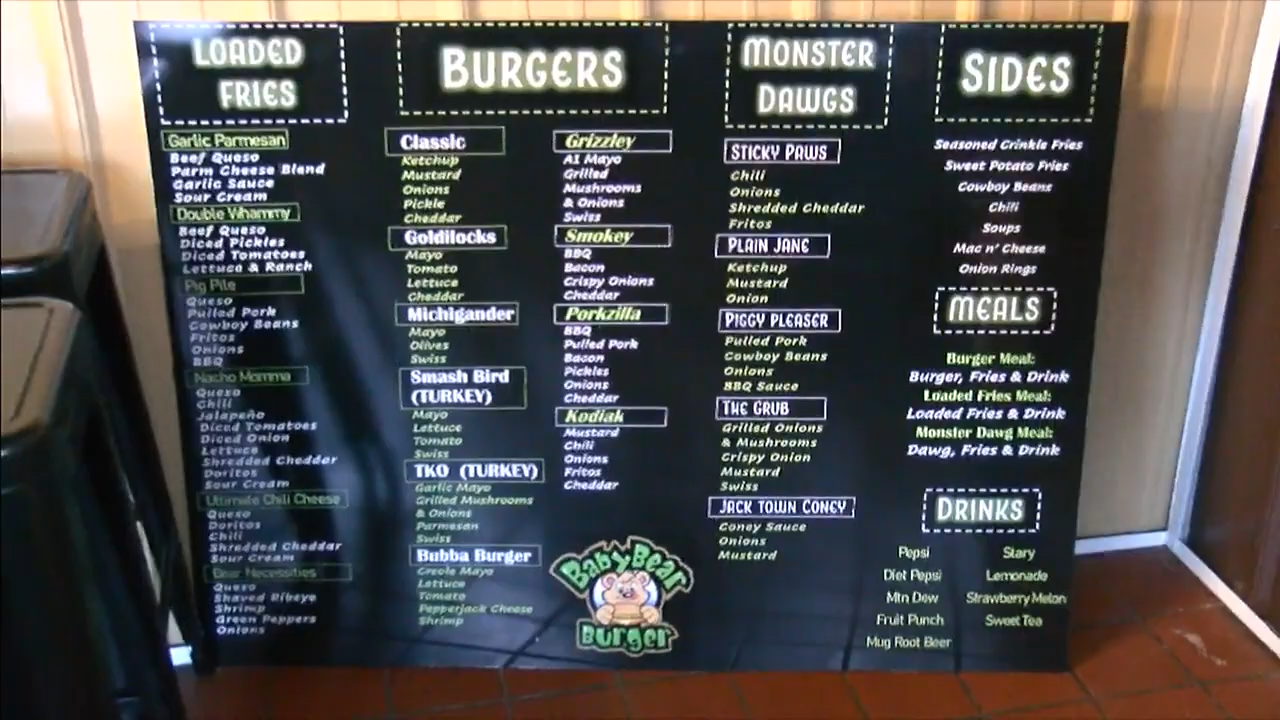 LOADED
FRIES
Garlic Parmesan
Beef Queso
Parm Cheese Blend
Garlic Sauce
Sour Cream
Double Whammy
Beef Queso
Diced Pickles
Diced Tomatoes
Lettuce & Ranch
Pig Pile
Queso
Pulled Pork
Cowboy Beans
Fritos
Onions
BBQ
Nacho Momma
Queso
Chili
Jalapeño
Diced Tomatoes
Diced Onion
Lettuce
Shredded Cheddar
Doritos
Sour Cream
Ultimate Chili Cheese
Queso
Doritos
Chili
Shredded Cheddar
Sour Cream
Bear Necessities
Queso
Shaved Ribeye
Shrimp
Green Peppers
Onions
BURGERS
Classic
Ketchup
Mustard
Onions
Pickle
Cheddar
Goldilocks
Mayo
Tomato
Lettuce
Cheddar
Michigander
Mayo
Olives
Swiss
Smash Bird
(TURKEY)
Mayo
Lettuce
Tomato
Swiss
TKO (TURKEY)
Garlic Mayo
Grilled Mushrooms
& Onions
Parmesan
Swiss
Bubba Burger
Creole Mayo
Lettuce
Tomato
Pepperjack Cheese
Shrimp
Grizzley
A1 Mayo
Grilled
Mushrooms
& Onions
Swiss
Smokey
BBQ
Bacon
Crispy Onions
Cheddar
Porkzilla
BBQ
Pulled Pork
Bacon
Pickles
Onions
Cheddar
Kodiak
Mustard
Chili
Onions
Fritos
Cheddar
Baby Bear
Burger
MONSTER
DAWGS
STICKY PAWS
Chili
Onions
Shredded Cheddar
Fritos
PLAIN JANE
Ketchup
Mustard
Onion
PIGGY PLEASER
Pulled Pork
Cowboy Beans
Onions
BBQ Sauce
THE GRUB
Grilled Onions
& Mushrooms
Crispy Onion
Mustard
Swiss
JACK TOWN CONEY
Coney Sauce
Onions
Mustard
SIDES
Seasoned Crinkle Fries
Sweet Potato Fries
Cowboy Beans
Chili
Soups
Mac n' Cheese
Onion Rings
MEALS
Burger Meal:
Burger, Fries & Drink
Loaded Fries Meal:
Loaded Fries & Drink
Monster Dawg Meal:
Dawg, Fries & Drink
DRINKS
Pepsi
Diet Pepsi
Mtn Dew
Fruit Punch
Mug Root Beer
Stary
Lemonade
Strawberry Melon
Sweet Tea